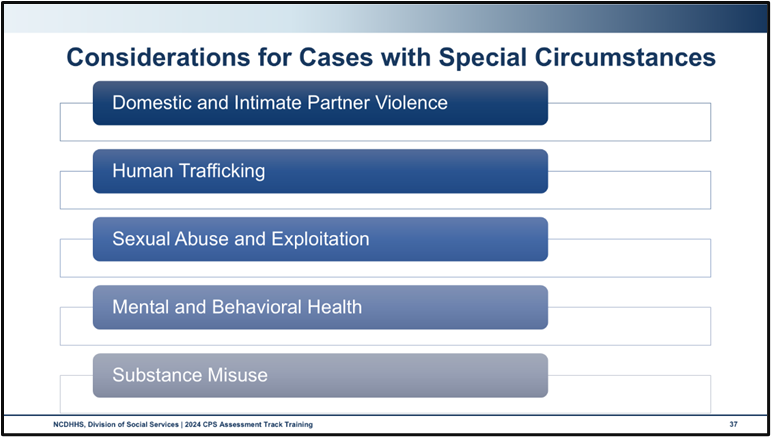 Considerations for Cases with Special Circumstances
Domestic and Intimate Partner Violence
Human Trafficking
Sexual Abuse and Exploitation
Mental and Behavioral Health
Substance Misuse
NCDHHS, Division of Social Services | 2024 CPS Assessment Track Training
37